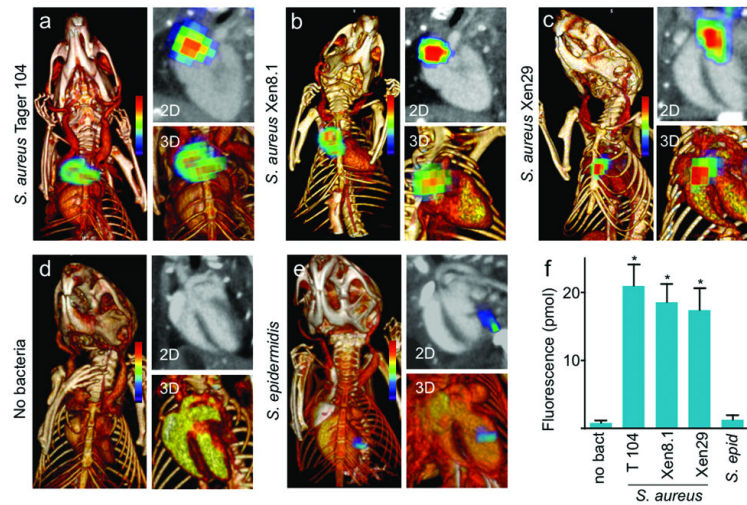 a
S. aureus Tager 104
2D
3D
b
S. aureus Xen8.1
2D
3D
c
S. aureus Xen29
2D
3D
d
No bacteria
2D
3D
e
S. epidermidis
2D
3D
f
Fluorescence (pmol)
20
10
* * *
no bact
T 104
Xen8.1
Xen29
S. epid
S. aureus